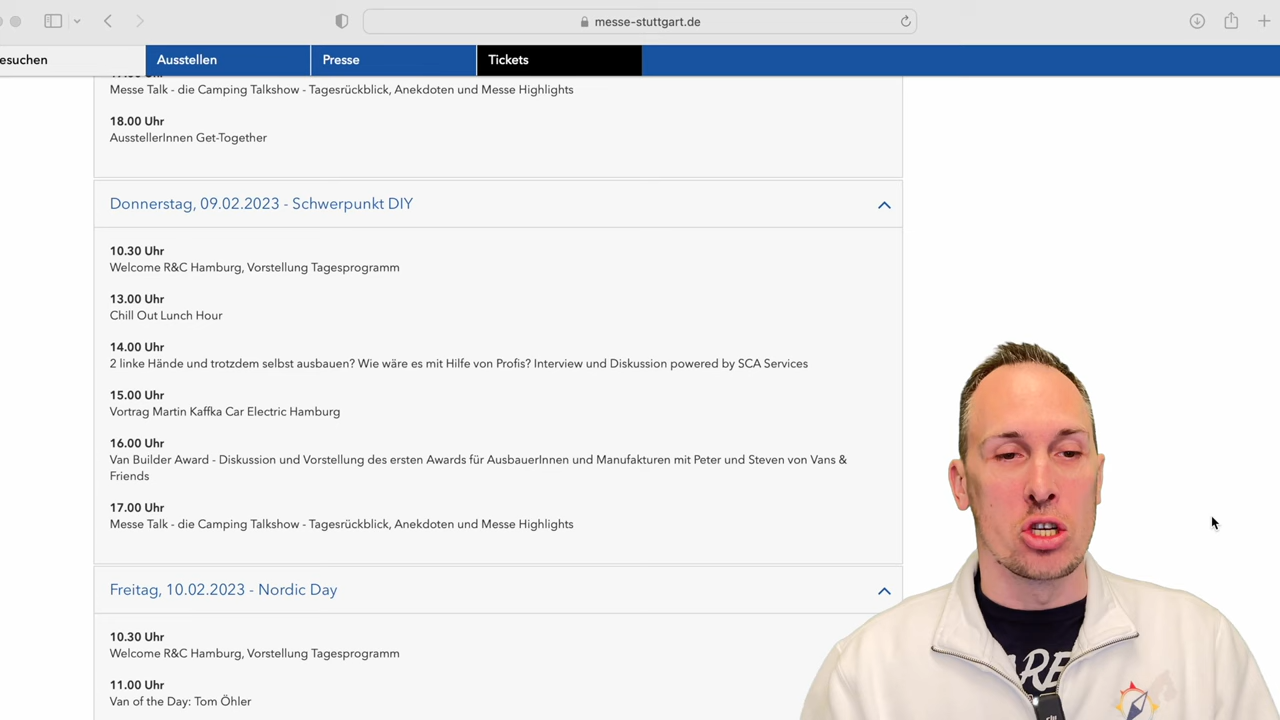 messe-stuttgart.de
esuchen
Ausstellen
Presse
Tickets
Messe Talk - die Camping Talkshow - Tagesrückblick, Anekdoten und Messe Highlights
18.00 Uhr
AusstellerInnen Get-Together
Donnerstag, 09.02.2023 - Schwerpunkt DIY
10.30 Uhr
Welcome R&C Hamburg, Vorstellung Tagesprogramm
13.00 Uhr
Chill Out Lunch Hour
14.00 Uhr
2 linke Hände und trotzdem selbst ausbauen? Wie wäre es mit Hilfe von Profis? Interview und Diskussion powered by SCA Services
15.00 Uhr
Vortrag Martin Kaffka Car Electric Hamburg
16.00 Uhr
Van Builder Award - Diskussion und Vorstellung des ersten Awards für AusbauerInnen und Manufakturen mit Peter und Steven von Vans &
Friends
17.00 Uhr
Messe Talk - die Camping Talkshow - Tagesrückblick, Anekdoten und Messe Highlights
Freitag, 10.02.2023 - Nordic Day
10.30 Uhr
Welcome R&C Hamburg, Vorstellung Tagesprogramm
11.00 Uhr
Van of the Day: Tom Öhler